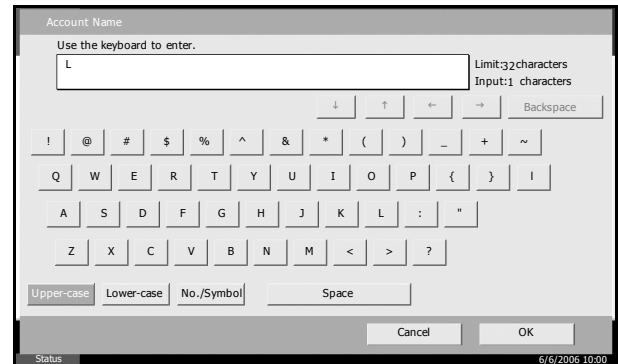 Account Name
Use the keyboard to enter.
L
Limit:32characters
Input:1 characters
↓ ↑ ← → Backspace
! @ # $ % ^ & * ( ) _ + ~
Q W E R T Y U I O P { } |
A S D F G H J K L : "
Z X C V B N M < > ?
Upper-case Lower-case No./Symbol Space
Cancel OK
Status 6/6/2006 10:00